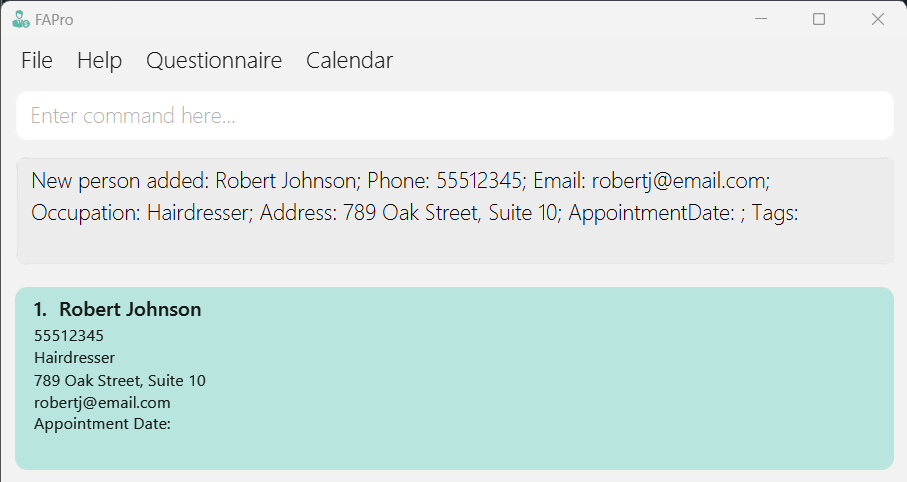 FAPro
File Help Questionnaire Calendar
Enter command here...
New person added: Robert Johnson; Phone: 55512345; Email: robertj@email.com;
Occupation: Hairdresser; Address: 789 Oak Street, Suite 10; AppointmentDate: ; Tags:
1. Robert Johnson
55512345
Hairdresser
789 Oak Street, Suite 10
robertj@email.com
Appointment Date: